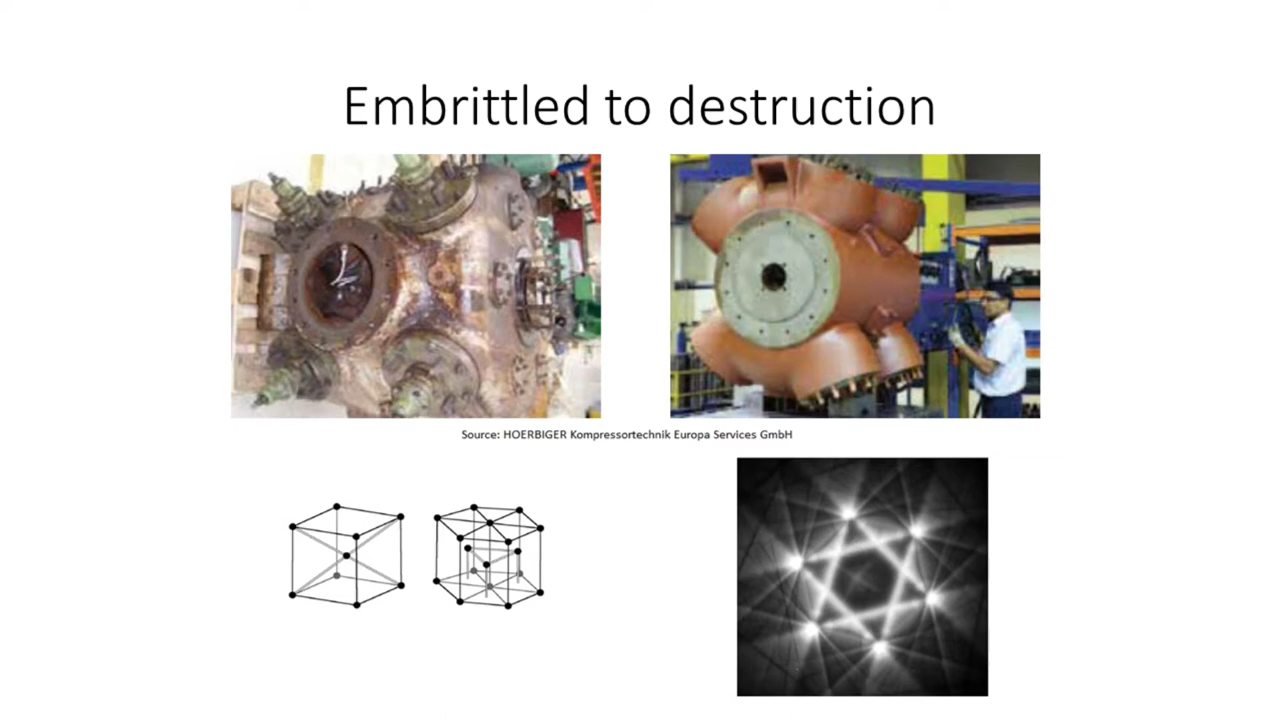 Embrittled to destruction
Source: HOERBIGER Kompressortechnik Europa Services GmbH